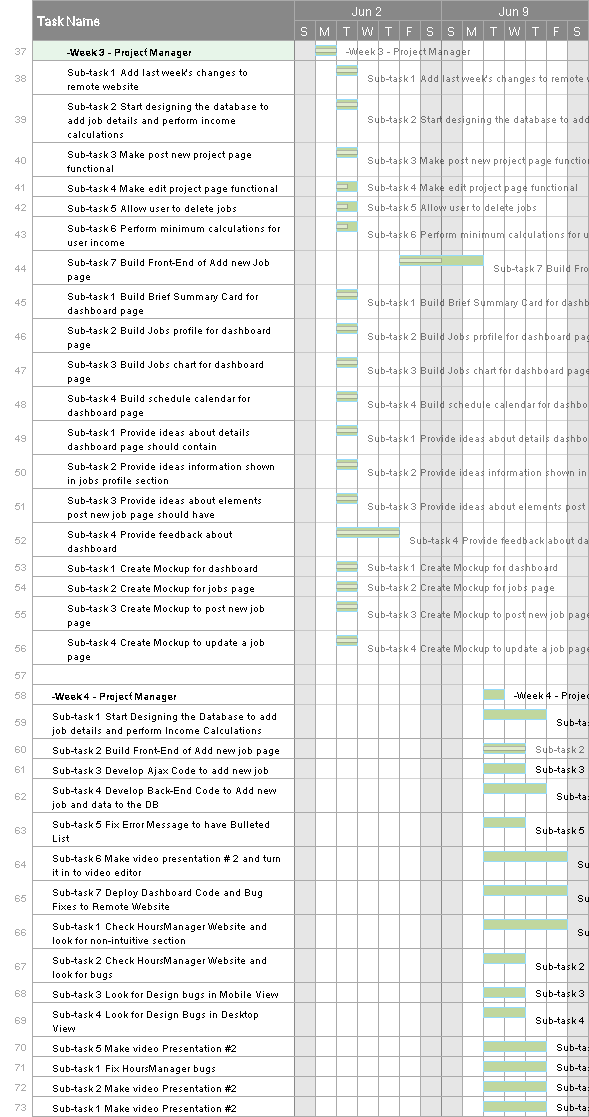 Task Name
Jun 2
Jun 9
S M T W T F S S M T W T F S
37 -Week 3 - Project Manager -Week 3 - Project Manager
38 Sub-task 1 Add last week's changes to
remote website
Sub-task 1 Add last week's changes to remote w
39 Sub-task 2 Start designing the database to
add job details and perform income
calculations
Sub-task 2 Start designing the database to add
40 Sub-task 3 Make post new project page
functional
Sub-task 3 Make post new project page functio
41 Sub-task 4 Make edit project page functional Sub-task 4 Make edit project page functional
42 Sub-task 5 Allow user to delete jobs Sub-task 5 Allow user to delete jobs
43 Sub-task 6 Perform minimum calculations for
user income
Sub-task 6 Perform minimum calculations for u
44 Sub-task 7 Build Front-End of Add new Job
page
Sub-task 7 Build Fro
45 Sub-task 1 Build Brief Summary Card for
dashboard page
Sub-task 1 Build Brief Summary Card for dashb
46 Sub-task 2 Build Jobs profile for dashboard
page
Sub-task 2 Build Jobs profile for dashboard pag
47 Sub-task 3 Build Jobs chart for dashboard
page
Sub-task 3 Build Jobs chart for dashboard page
48 Sub-task 4 Build schedule calendar for
dashboard page
Sub-task 4 Build schedule calendar for dashbo
49 Sub-task 1 Provide ideas about details
dashboard page should contain
Sub-task 1 Provide ideas about details dashbo
50 Sub-task 2 Provide ideas information shown
in jobs profile section
Sub-task 2 Provide ideas information shown in
51 Sub-task 3 Provide ideas about elements
post new job page should have
Sub-task 3 Provide ideas about elements post
52 Sub-task 4 Provide feedback about
dashboard
Sub-task 4 Provide feedback about da
53 Sub-task 1 Create Mockup for dashboard Sub-task 1 Create Mockup for dashboard
54 Sub-task 2 Create Mockup for jobs page Sub-task 2 Create Mockup for jobs page
55 Sub-task 3 Create Mockup to post new job
page
Sub-task 3 Create Mockup to post new job page
56 Sub-task 4 Create Mockup to update a job
page
Sub-task 4 Create Mockup to update a job page
57
58 -Week 4 - Project Manager -Week 4 - Projec
59 Sub-task 1 Start Designing the Database to add
job details and perform Income Calculations
Sub-ta
60 Sub-task 2 Build Front-End of Add new job page Sub-task 2
61 Sub-task 3 Develop Ajax Code to add new job Sub-task 3
62 Sub-task 4 Develop Back-End Code to Add new
job and data to the DB
Sub-ta
63 Sub-task 5 Fix Error Message to have Bulleted
List
Sub-task 5
64 Sub-task 6 Make video presentation # 2 and turn
it in to video editor
Su
65 Sub-task 7 Deploy Dashboard Code and Bug
Fixes to Remote Website
Su
66 Sub-task 1 Check HoursManager Website and
look for non-intuitive section
Su
67 Sub-task 2 Check HoursManager Website and
look for bugs
Sub-task 2
68 Sub-task 3 Look for Design bugs in Mobile View Sub-task 3
69 Sub-task 4 Look for Design Bugs in Desktop
View
Sub-task 4
70 Sub-task 5 Make video Presentation #2 Sub-ta
71 Sub-task 1 Fix HoursManager bugs Sub-ta
72 Sub-task 2 Make video Presentation #2 Sub-ta
73 Sub-task 1 Make video Presentation #2 Sub-ta